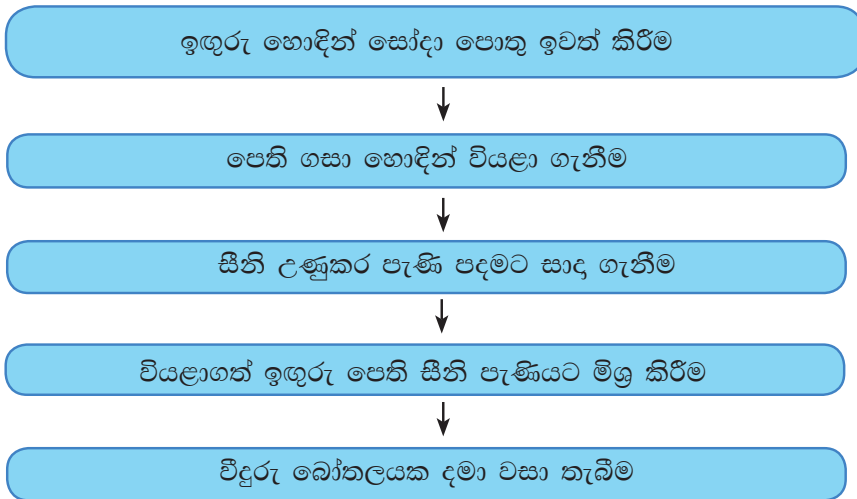 ඉඟුරු හොඳින් සෝදා පොතු ඉවත් කිරීම
පෙති ගසා හොඳින් වියළා ගැනීම
සීනි උණුකර පැණි පදමට සාදා ගැනීම
වියළාගත් ඉඟුරු පෙති සීනි පැණියට මිශ්‍ර කිරීම
වීදුරු බෝතලයක දමා වසා තැබීම